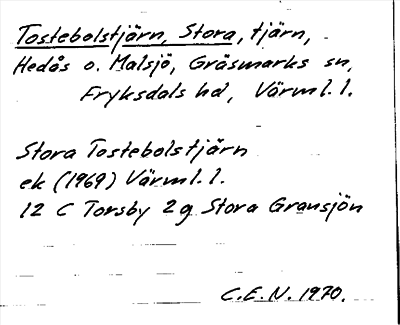 Tostebolstjärn, Stora, tjärn,
Hedås o. Malsjö, Gräsmarks sn,
Fryksdals hd, Värml. l.
Stora Tostebolstjärn
ek (1969) Värml. l.
12 C Torsby 2 g Stora Gransjön
C.E.N. 1970.